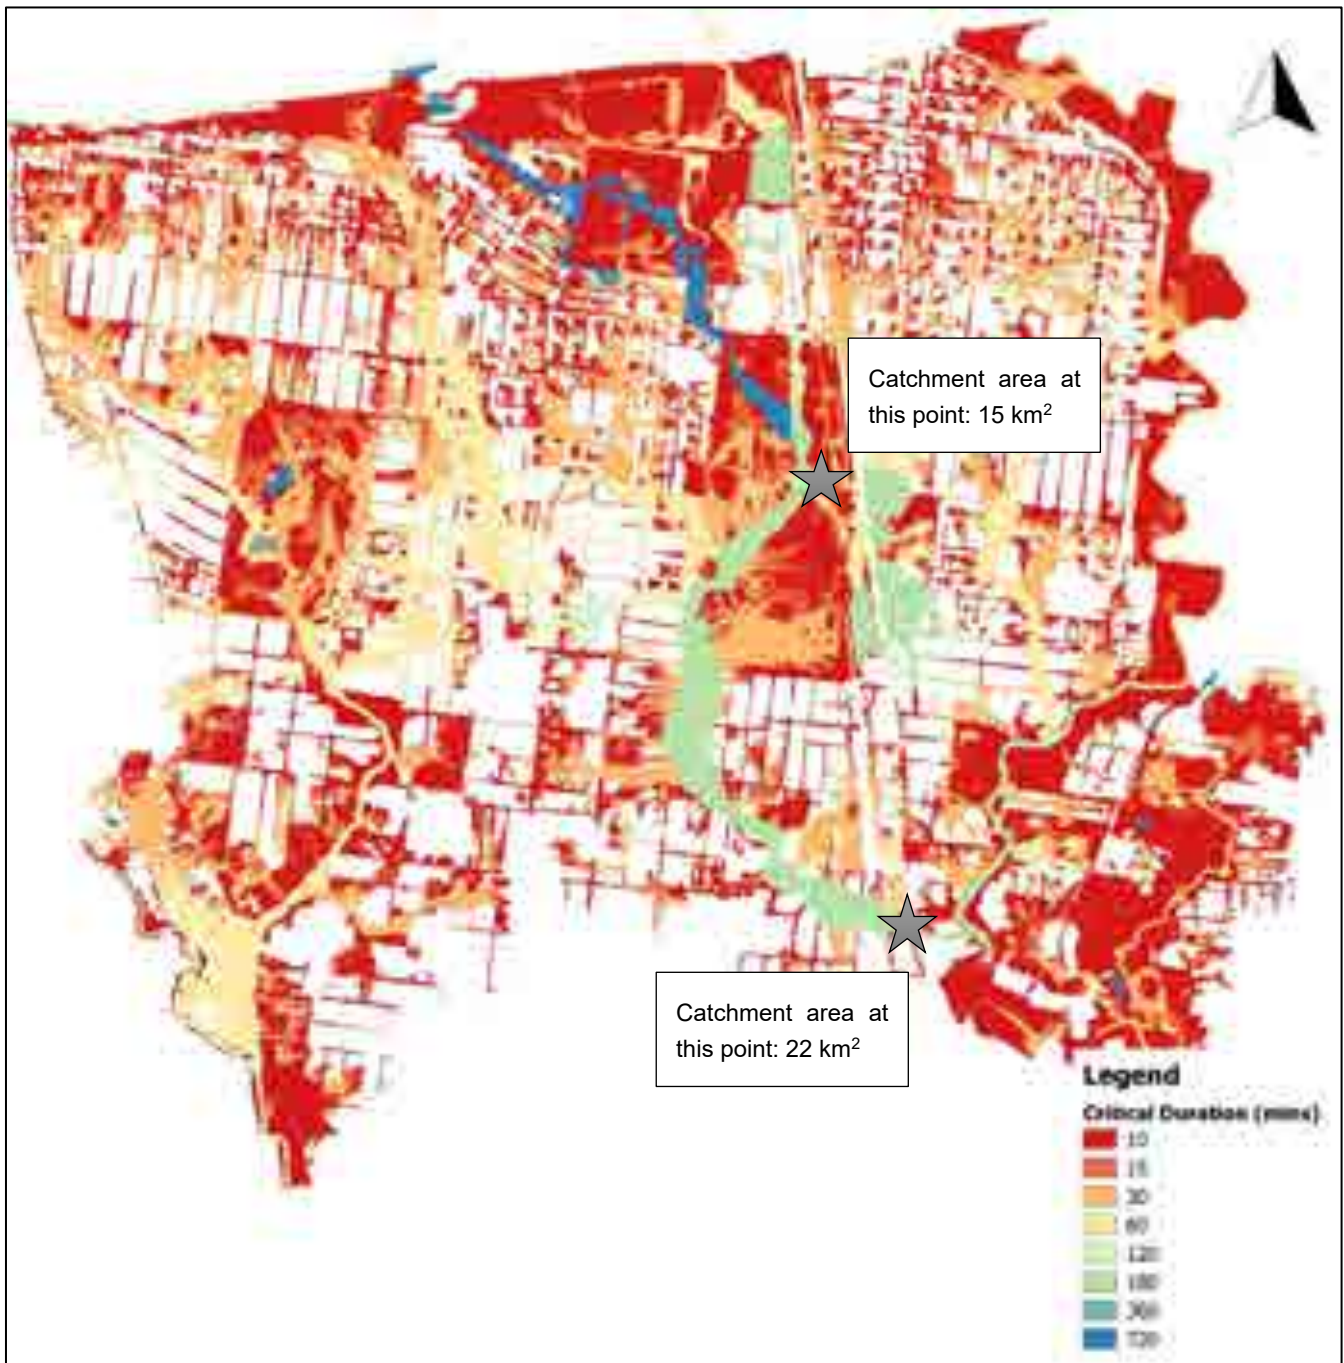 Catchment area at
this point: 15 km²
Catchment area at
this point: 22 km²
Legend
Critical Duration (mins)
10
15
30
60
120
180
360
720